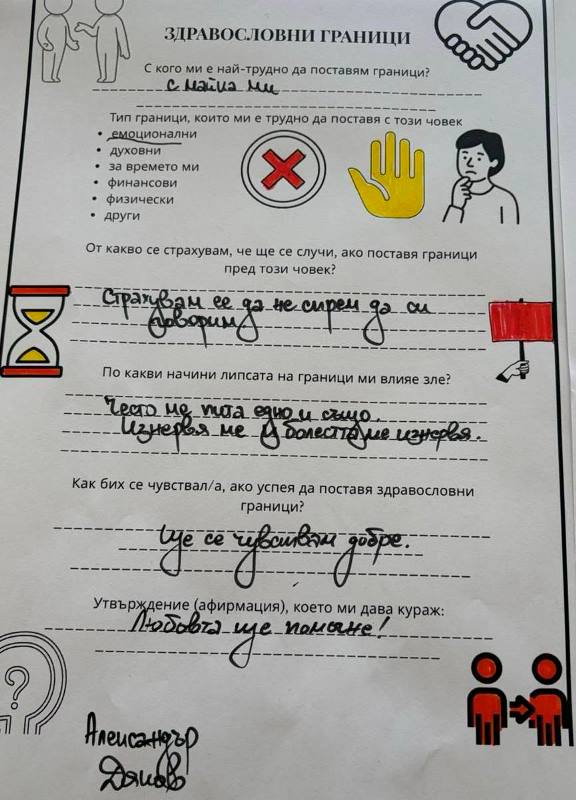 ЗДРАВОСЛОВНИ ГРАНИЦИ
С кого ми е най-трудно да поставям граници?
с майка ми
Тип граници, които ми е трудно да поставя с този човек
• емоционални
• духовни
• за времето ми
• финансови
• физически
• други
От какво се страхувам, че ще се случи, ако поставя граници
пред този човек?
Страхувам се да не спрем да си
говорим
По какви начини липсата на граници ми влияе зле?
Често ме пита едно и също.
Изнервя ме и болестта ме изнервя.
Как бих се чувствал/а, ако успея да поставя здравословни
граници?
Ще се чувствам добре.
Утвърждение (афирмация), което ми дава кураж:
Любовта ще помогне!
?
Александър